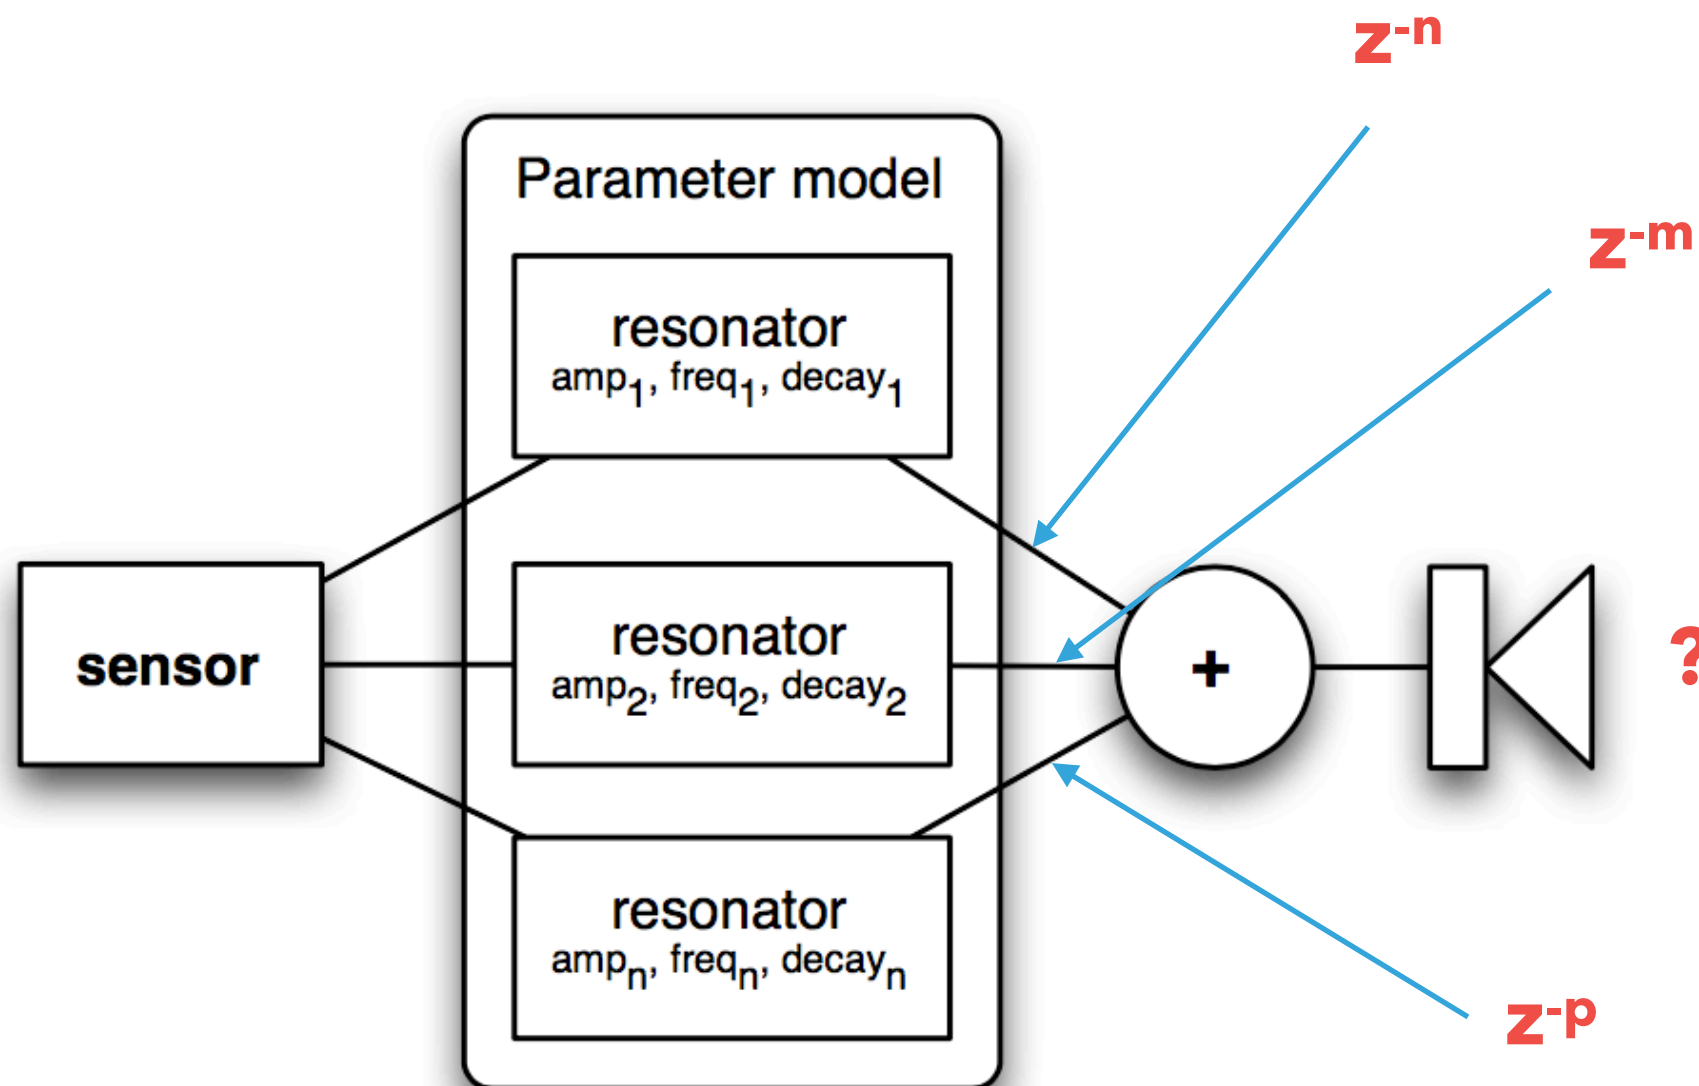 z-n
z-m
Parameter model
resonator
amp1, freq1, decay1
sensor
resonator
amp2, freq2, decay2
+
?
resonator
ampn, freqn, decayn
z-p